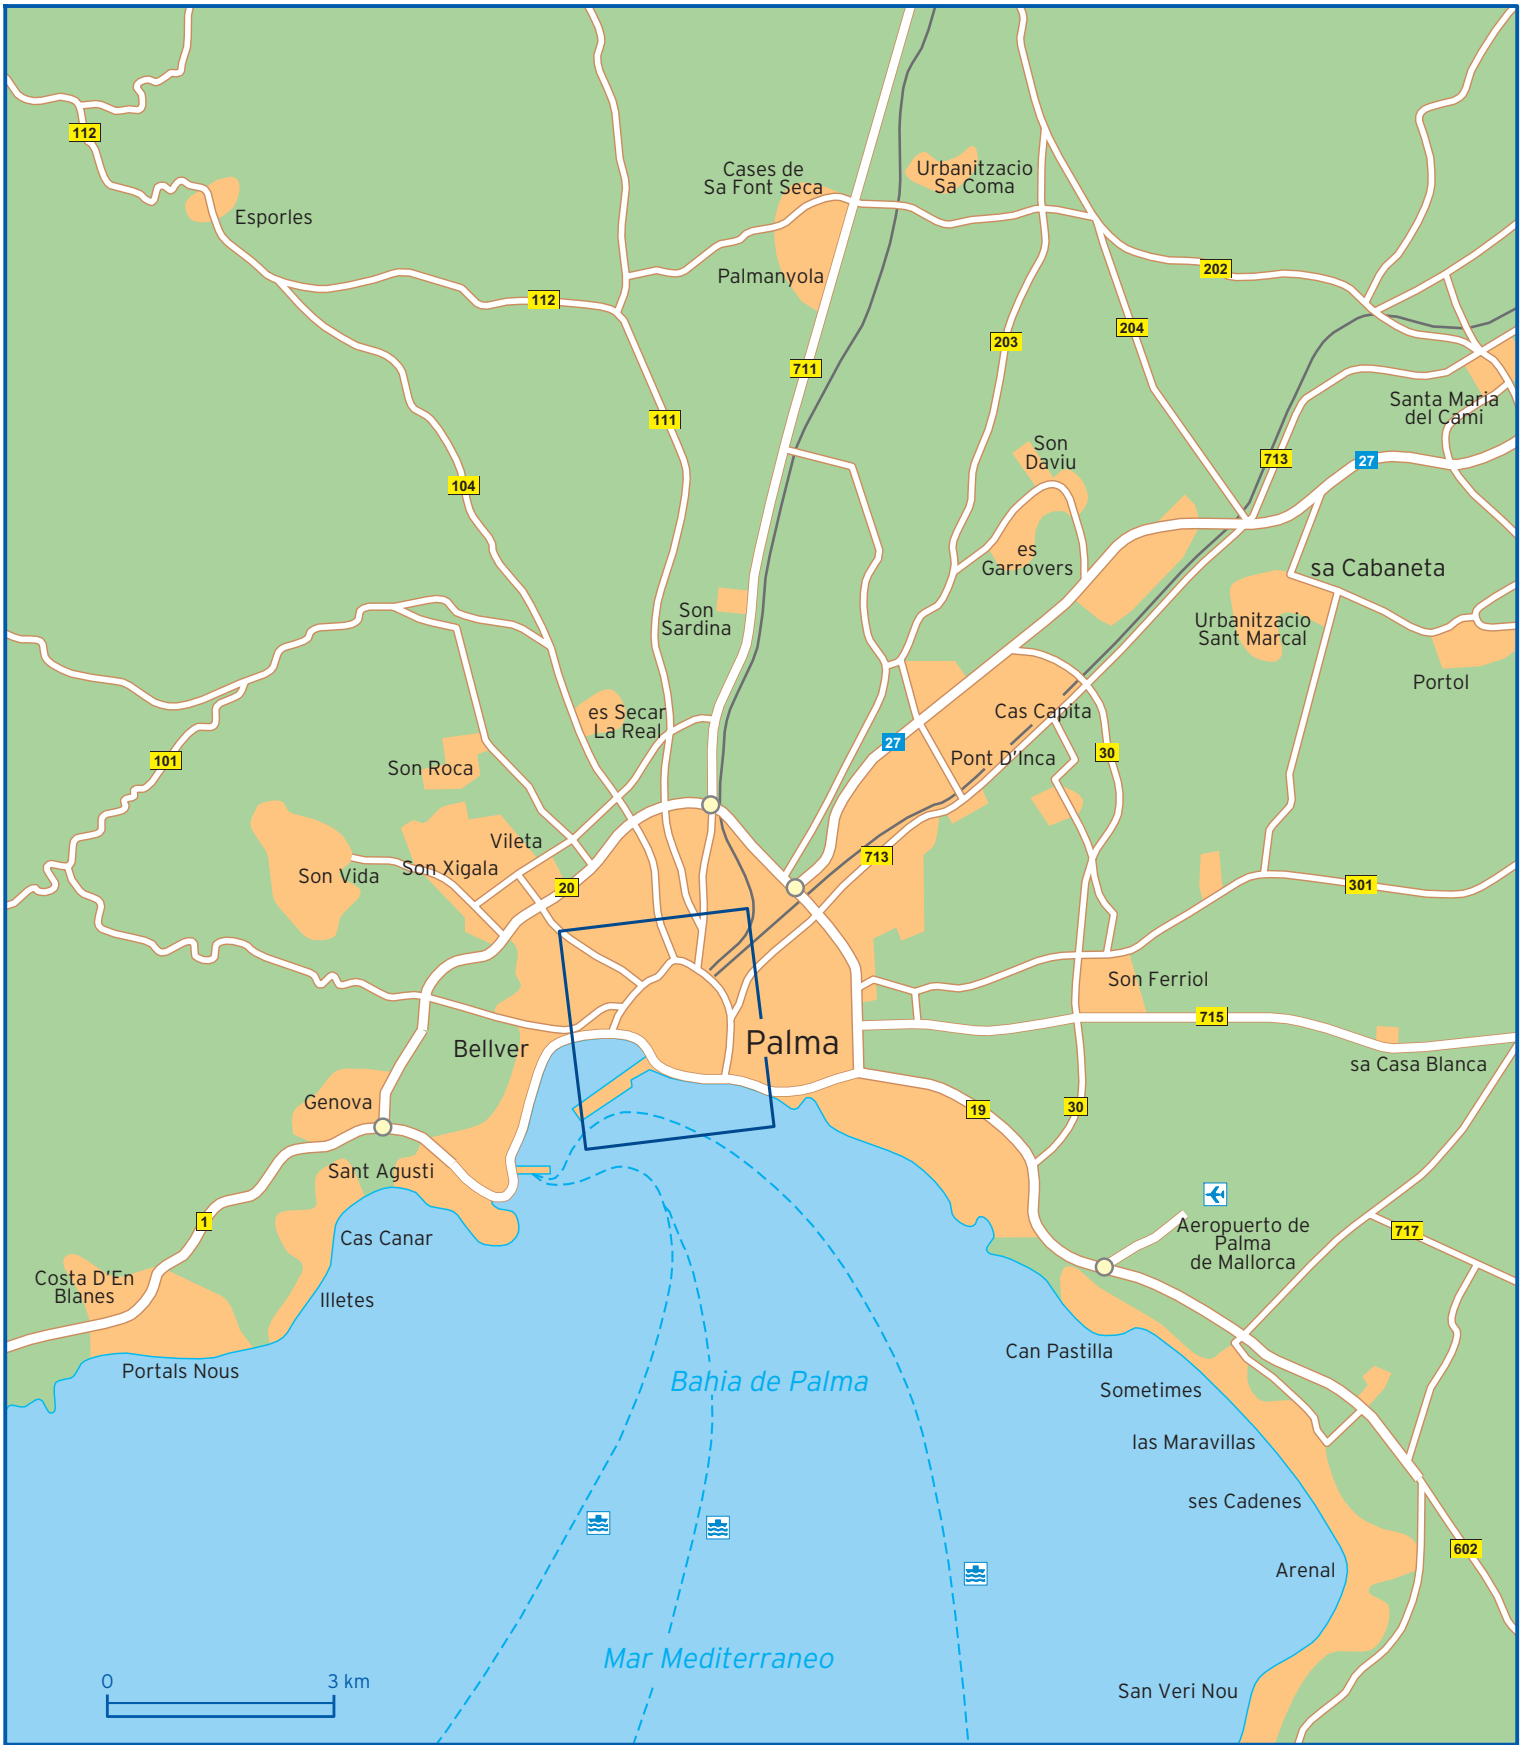 112
Esporles
Cases de
Sa Font Seca
Urbanitzacio
Sa Coma
Palmanyola
112
202
204
203
711
111
104
Santa Maria
del Cami
Son
Daviu
713
27
es
Garrovers
sa Cabaneta
Son
Sardina
Urbanitzacio
Sant Marcal
Portol
es Secar
La Real
Cas Capita
27
30
Pont D'Inca
101
Son Roca
Vileta
Son Xigala
Son Vida
20
713
301
Son Ferriol
715
Palma
Bellver
sa Casa Blanca
Genova
19
30
Sant Agusti
1
Cas Canar
Aeropuerto de
Palma
de Mallorca
717
Costa D'En
Blanes
Illetes
Portals Nous
Can Pastilla
Bahia de Palma
Sometimes
las Maravillas
ses Cadenes
602
Arenal
Mar Mediterraneo
San Veri Nou
0 3 km